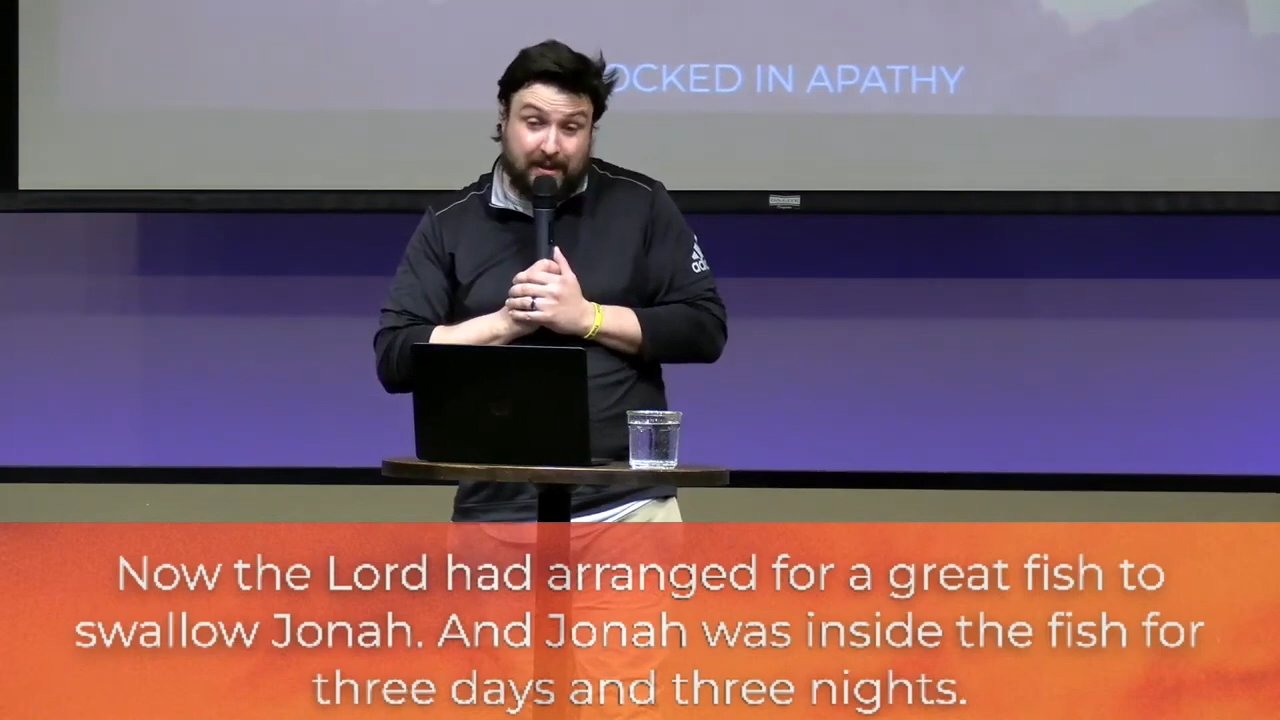 OCKED IN APATHY
Now the Lord had arranged for a great fish to
swallow Jonah. And Jonah was inside the fish for
three days and three nights.